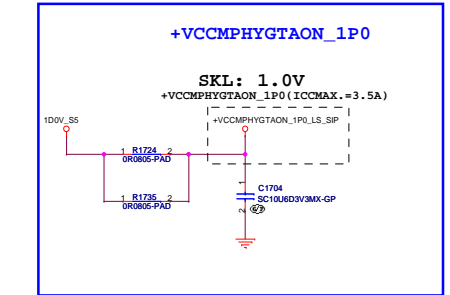 +VCCMPHYGTAON_1P0
SKL: 1.0V
+VCCMPHYGTAON_1P0(ICCMAX.=3.5A)
1D0V_S5
+VCCMPHYGTAON_1P0_LS_SIP
1 R1724 2
0R0805-PAD
1 R1735 2
0R0805-PAD
1
C1704
SC10U6D3V3MX-GP
2